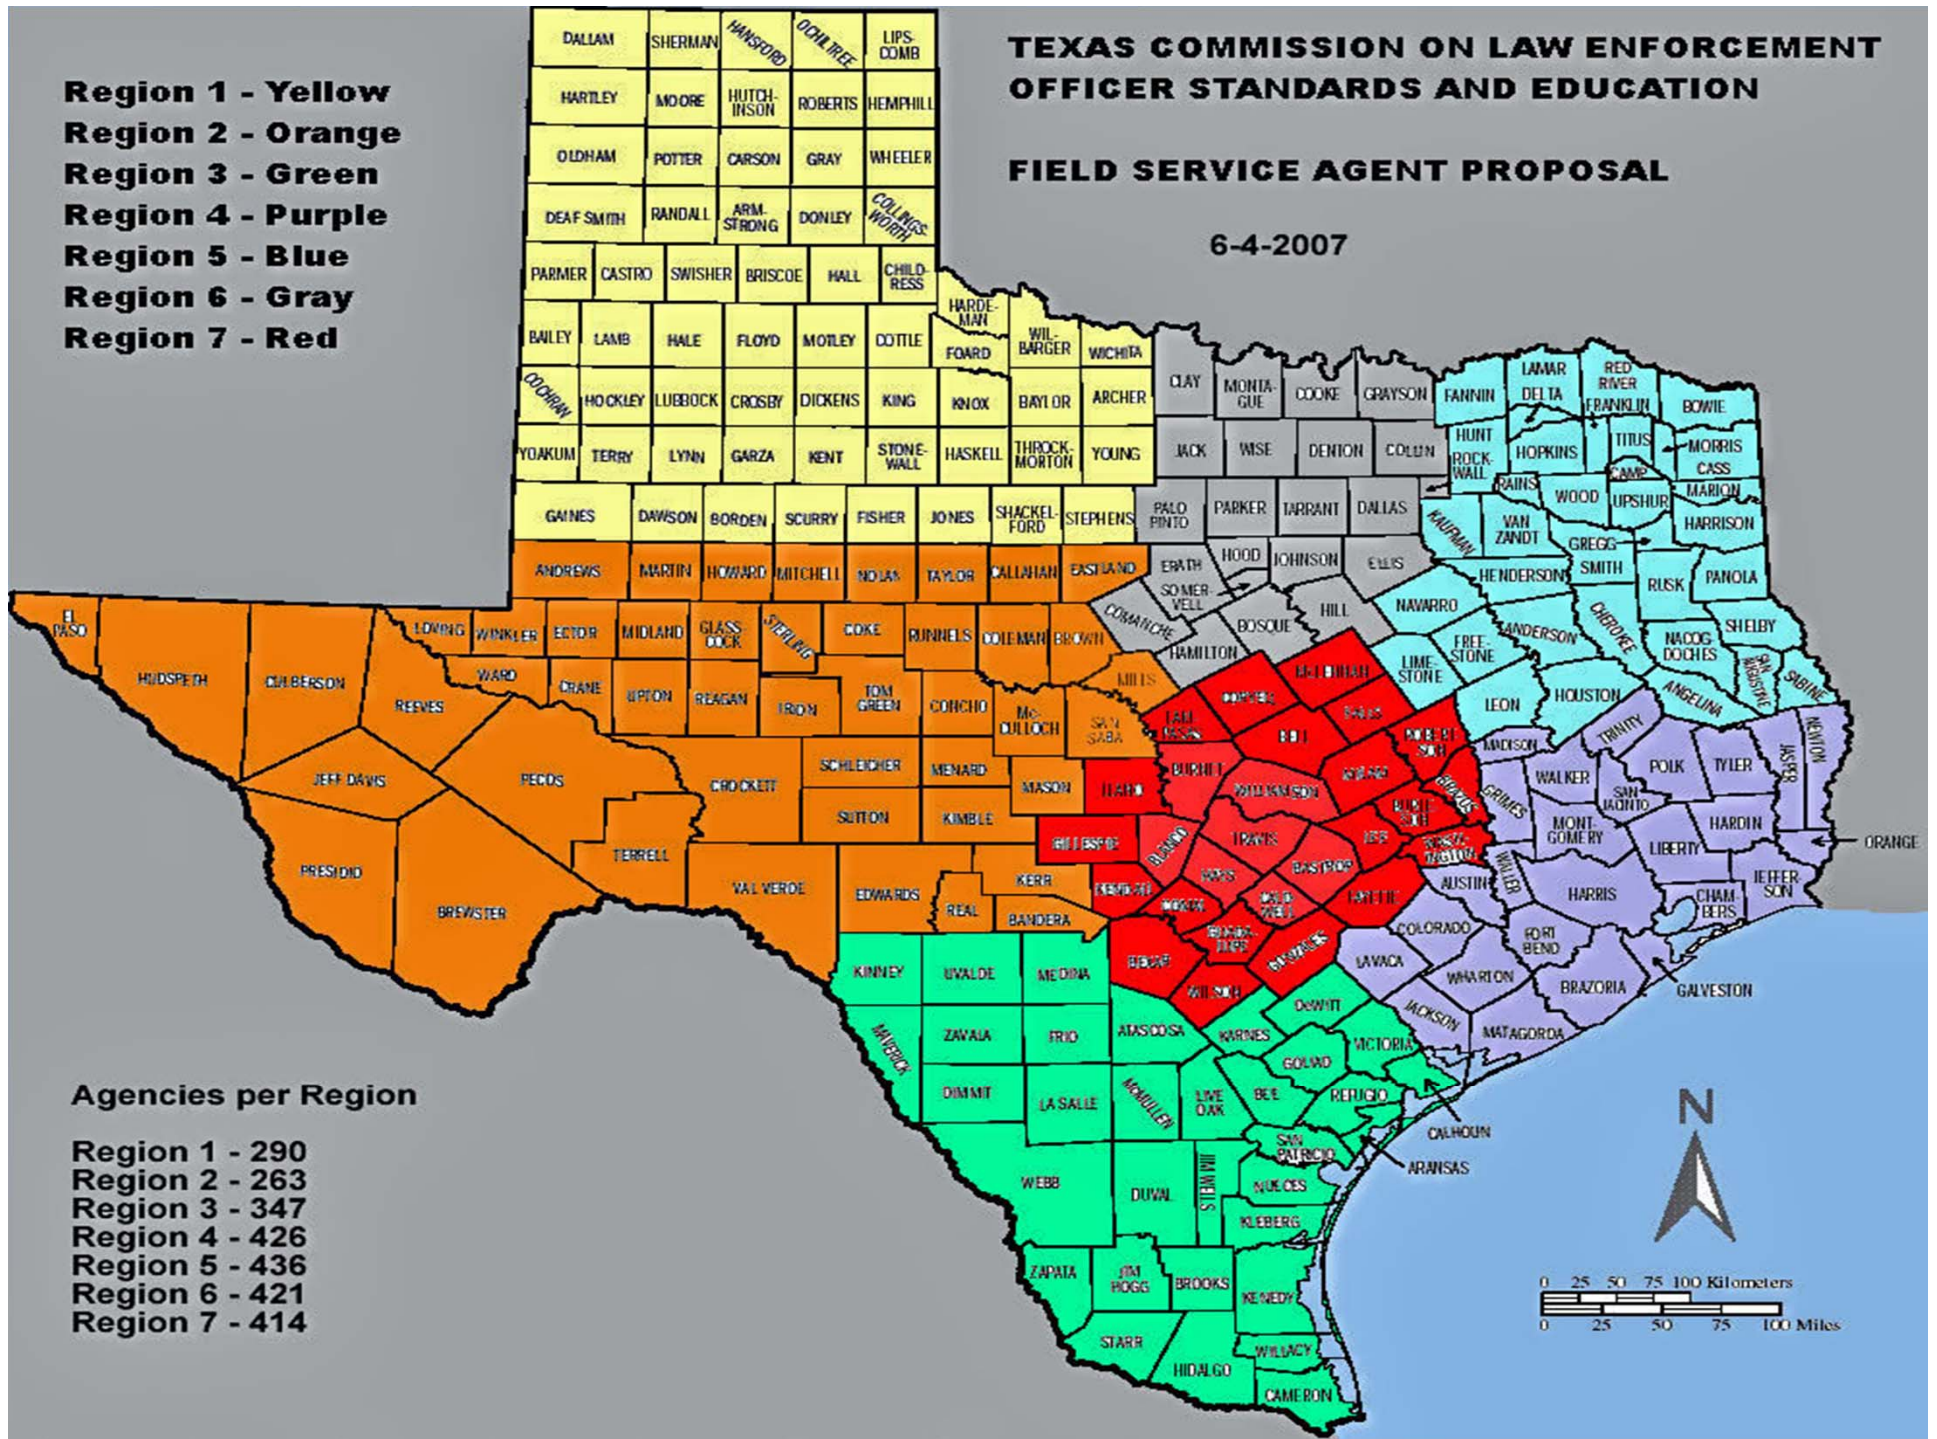 TEXAS COMMISSION ON LAW ENFORCEMENT
OFFICER STANDARDS AND EDUCATION
FIELD SERVICE AGENT PROPOSAL
6-4-2007
Region 1 - Yellow
Region 2 - Orange
Region 3 - Green
Region 4 - Purple
Region 5 - Blue
Region 6 - Gray
Region 7 - Red
DALLAM
SHERMAN
HANSFORD
OCHILTREE
LIPS-
COMB
HARTLEY
MOORE
HUTCH-
INSON
ROBERTS
HEMPHILL
OLDHAM
POTTER
CARSON
GRAY
WHEELER
DEAF SMITH
RANDALL
ARM-
STRONG
DONLEY
COLLINGS-
WORTH
PARMER
CASTRO
SWISHER
BRISCOE
HALL
CHILD-
RESS
HARDE-
MAN
BAILEY
LAMB
HALE
FLOYD
MOTLEY
COTTLE
FOARD
WIL-
BARGER
WICHITA
COCHRAN
HOCKLEY
LUBBOCK
CROSBY
DICKENS
KING
KNOX
BAYLOR
ARCHER
YOAKUM
TERRY
LYNN
GARZA
KENT
STONE-
WALL
HASKELL
THROCK-
MORTON
YOUNG
GAINES
DAWSON
BORDEN
SCURRY
FISHER
JONES
SHACKEL-
FORD
STEPHENS
CLAY
MONTA-
GUE
COOKE
GRAYSON
JACK
WISE
DENTON
COLLIN
PALO
PINTO
PARKER
TARRANT
DALLAS
ERATH
HOOD
JOHNSON
ELLIS
SOMER-
VELL
COMANCHE
BOSQUE
HILL
HAMILTON
FANNIN
LAMAR
DELTA
RED
RIVER
FRANKLIN
BOWIE
HUNT
ROCK-
WALL
HOPKINS
TITUS
MORRIS
CASS
CAMP
RAINS
WOOD
UPSHUR
MARION
KAUFMAN
VAN
ZANDT
HARRISON
GREGG
SMITH
HENDERSON
RUSK
PANOLA
NAVARRO
ANDERSON
CHEROKEE
NACOG-
DOCHES
SHELBY
LIME-
STONE
FREE-
STONE
SAN
AUGUSTINE
SABINE
LEON
HOUSTON
ANGELINA
ANDREWS
MARTIN
HOWARD
MITCHELL
NOLAN
TAYLOR
CALLAHAN
EASTLAND
EL
PASO
HUDSPETH
CULBERSON
REEVES
LOVING
WINKLER
ECTOR
MIDLAND
GLASS-
COCK
STERLING
COKE
RUNNELS
COLEMAN
BROWN
WARD
CRANE
UPTON
REAGAN
IRION
TOM
GREEN
CONCHO
Mc-
CULLOCH
SAN
SABA
MILLS
JEFF DAVIS
PECOS
CROCKETT
SCHLEICHER
MENARD
MASON
SUTTON
KIMBLE
PRESIDIO
BREWSTER
TERRELL
VAL VERDE
EDWARDS
KERR
REAL
BANDERA
McLENNAN
CORYELL
LAM-
PASAS
FALLS
BELL
ROBERT-
SON
LLANO
BURNET
WILLIAMSON
MILAM
BRAZOS
BURLE-
SON
GILLESPIE
BLANCO
TRAVIS
LEE
WASH-
INGTON
BASTROP
HAYS
KENDALL
COMAL
CALD-
WELL
FAYETTE
GUADA-
LUPE
GONZALES
BEXAR
WILSON
MADISON
TRINITY
POLK
TYLER
JASPER
NEWTON
GRIMES
WALKER
SAN
JACINTO
MONT-
GOMERY
LIBERTY
HARDIN
ORANGE
AUSTIN
WALLER
HARRIS
CHAM-
BERS
JEFFER-
SON
COLORADO
FORT
BEND
LAVACA
WHARTON
BRAZORIA
GALVESTON
JACKSON
MATAGORDA
KINNEY
UVALDE
MEDINA
MAVERICK
ZAVALA
FRIO
ATASCOSA
KARNES
DeWITT
GOLIAD
VICTORIA
DIMMIT
LA SALLE
McMULLEN
LIVE
OAK
BEE
REFUGIO
CALHOUN
SAN
PATRICIO
ARANSAS
WEBB
DUVAL
JIM WELLS
NUECES
KLEBERG
ZAPATA
JIM
HOGG
BROOKS
KENEDY
STARR
HIDALGO
WILLACY
CAMERON
Agencies per Region
Region 1 - 290
Region 2 - 263
Region 3 - 347
Region 4 - 426
Region 5 - 436
Region 6 - 421
Region 7 - 414
N
0 25 50 75 100 Kilometers
0 25 50 75 100 Miles